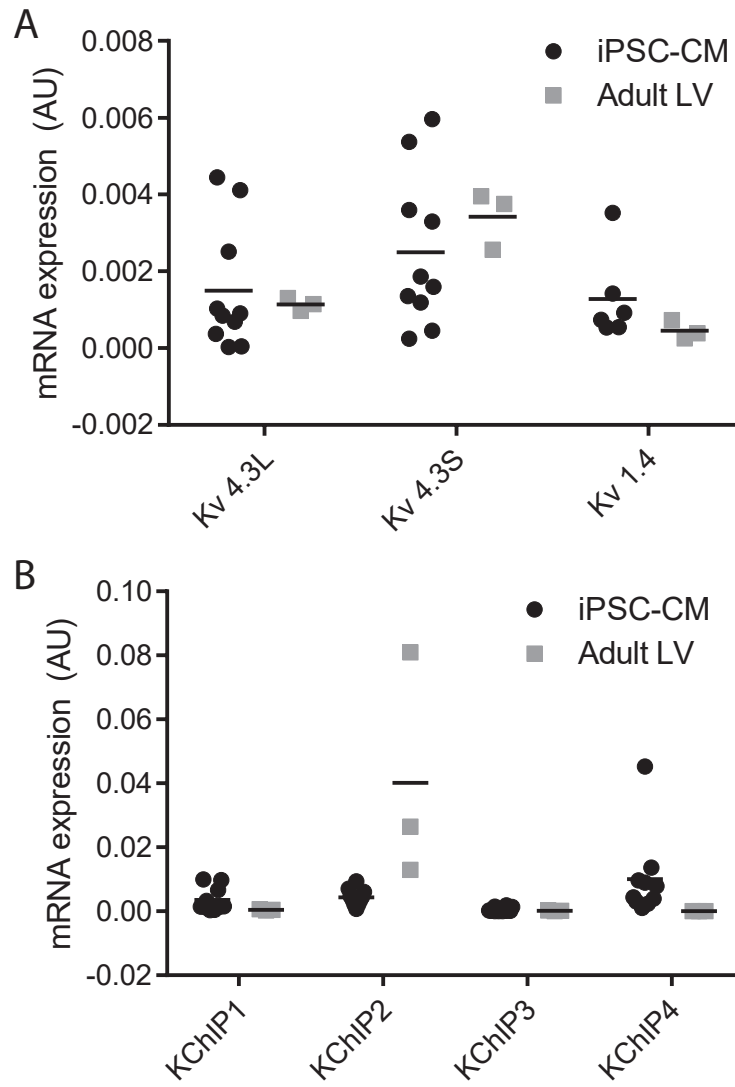 A
mRNA expression (AU)
0.008
0.006
0.004
0.002
0.000
-0.002
iPSC-CM
Adult LV
Kv 4.3L
Kv 4.3S
Kv 1.4
B
mRNA expression (AU)
0.10
0.08
0.06
0.04
0.02
0.00
-0.02
iPSC-CM
Adult LV
KChIP1
KChIP2
KChIP3
KChIP4